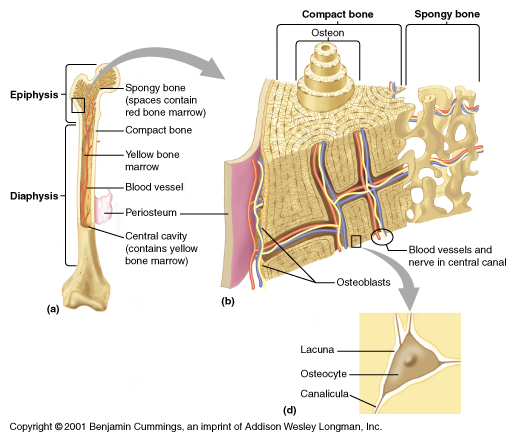 Compact bone
Spongy bone
Osteon
Epiphysis
Spongy bone
(spaces contain
red bone marrow)
Compact bone
Yellow bone
marrow
Diaphysis
Blood vessel
Periosteum
Central cavity
(contains yellow
bone marrow)
(a)
(b)
Blood vessels and
nerve in central canal
Osteoblasts
Lacuna
Osteocyte
Canalicula
(d)
Copyright © 2001 Benjamin Cummings, an imprint of Addison Wesley Longman, Inc.